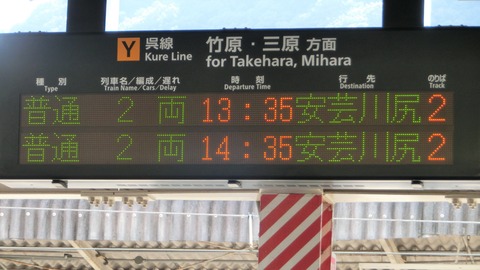 Y 呉線 竹原・三原 方面
Kure Line for Takehara, Mihara
種別 列車名／編成／遅れ 時刻 行先 のりば
Type Train Name/Cars/Delay Departure Time Destination Track
普通 2両 13:35 安芸川尻 2
普通 2両 14:35 安芸川尻 2